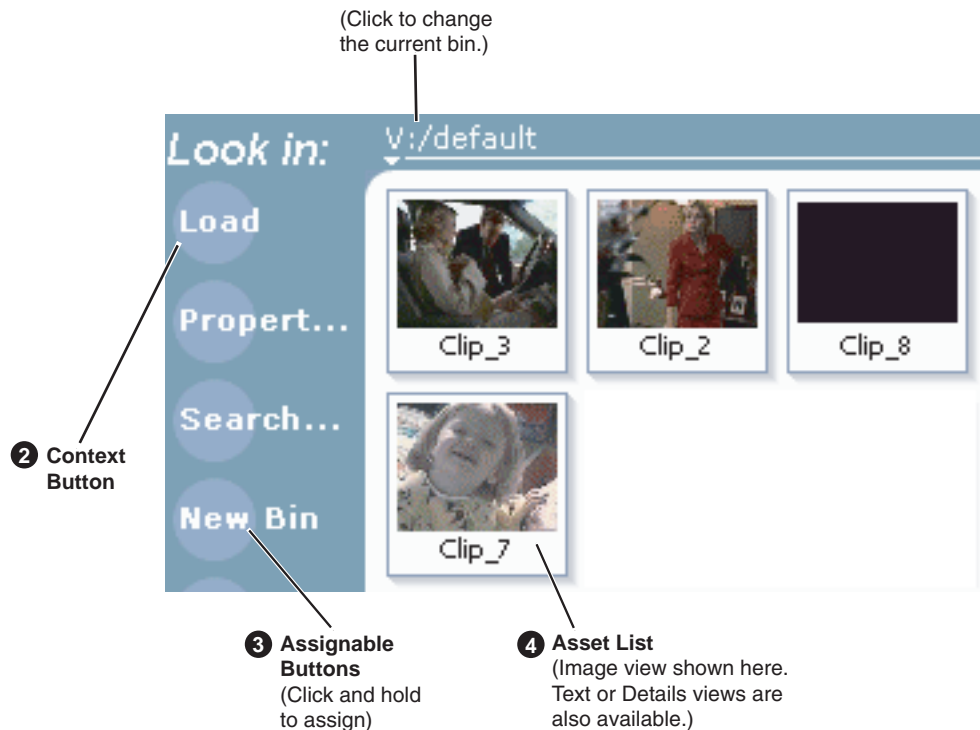 (Click to change
the current bin.)
Look in:
V:/default
Load
Propert...
Search...
New Bin
Clip_3
Clip_2
Clip_8
Clip_7
2 Context
Button
3 Assignable
Buttons
(Click and hold
to assign)
4 Asset List
(Image view shown here.
Text or Details views are
also available.)